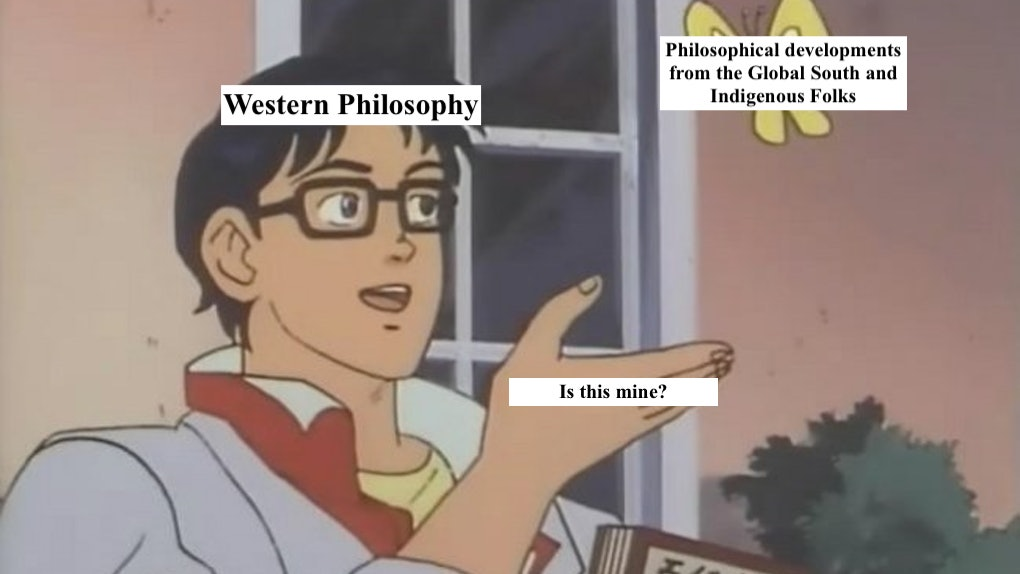 Western Philosophy
Philosophical developments
from the Global South and
Indigenous Folks
Is this mine?